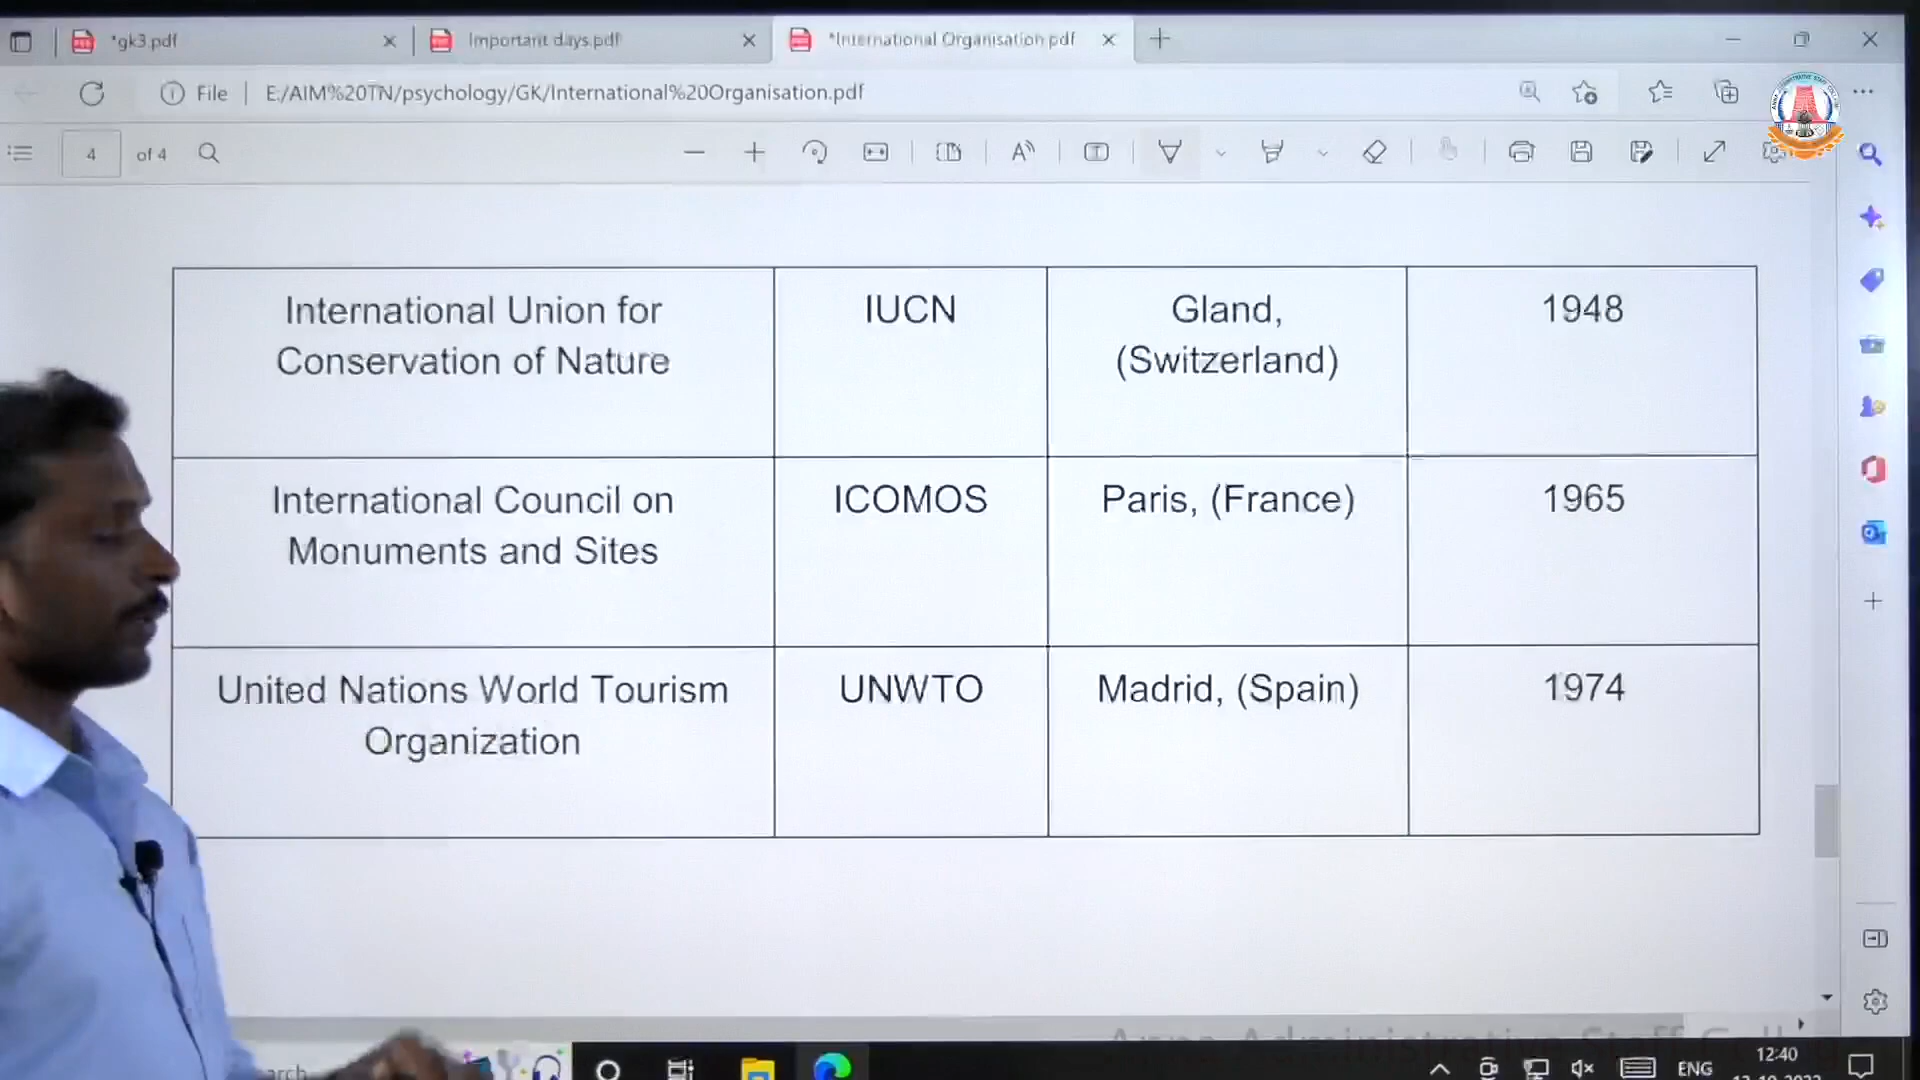 *gk3.pdf
Important days.pdf
*International Organisation.pdf
File
E:/AIM%20TN/psychology/GK/International%20Organisation.pdf
4
of 4
International Union for
Conservation of Nature
IUCN
Gland,
(Switzerland)
1948
International Council on
Monuments and Sites
ICOMOS
Paris, (France)
1965
United Nations World Tourism
Organization
UNWTO
Madrid, (Spain)
1974
ENG
12:40